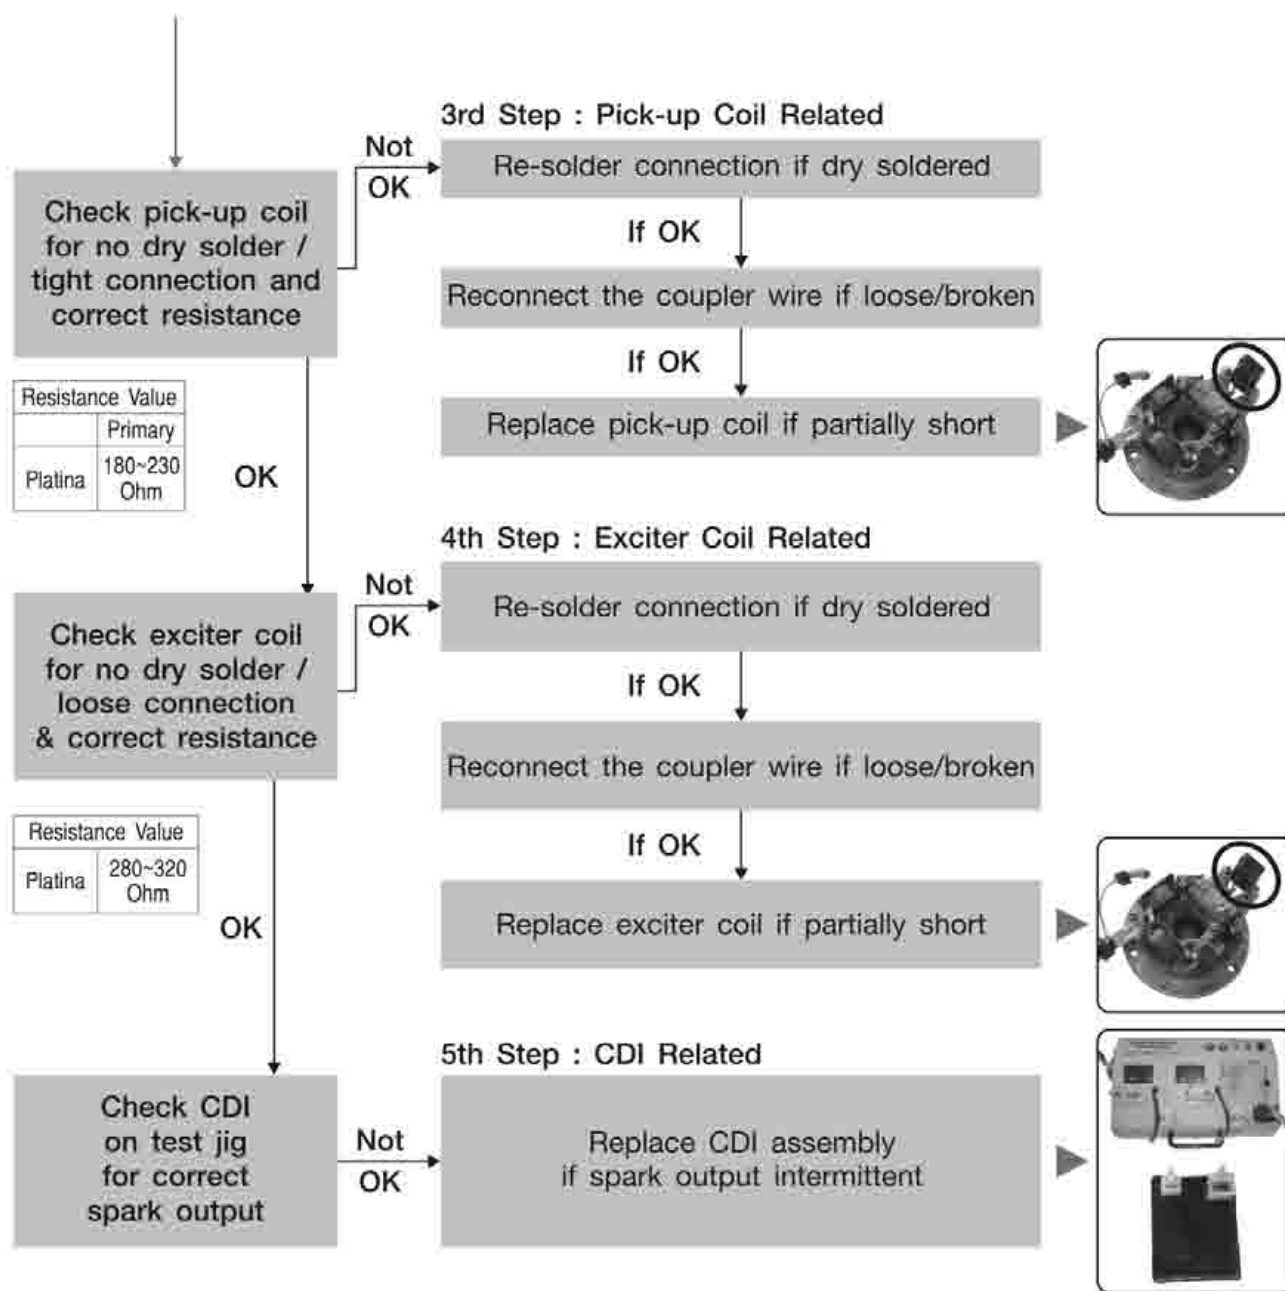 3rd Step : Pick-up Coil Related
Check pick-up coil
for no dry solder /
tight connection and
correct resistance
Not
OK
Re-solder connection if dry soldered
If OK
Reconnect the coupler wire if loose/broken
If OK
Replace pick-up coil if partially short
Resistance Value
Primary
Platina
180~230
Ohm
OK
4th Step : Exciter Coil Related
Check exciter coil
for no dry solder /
loose connection
& correct resistance
Not
OK
Re-solder connection if dry soldered
If OK
Reconnect the coupler wire if loose/broken
If OK
Replace exciter coil if partially short
Resistance Value
Platina
280~320
Ohm
OK
5th Step : CDI Related
Check CDI
on test jig
for correct
spark output
Not
OK
Replace CDI assembly
if spark output intermittent